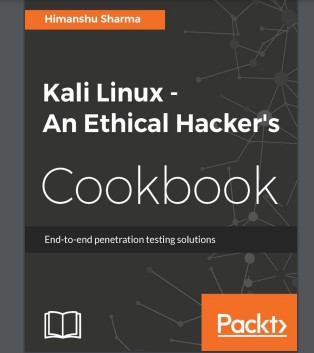 Himanshu Sharma
Kali Linux -
An Ethical Hacker's
Cookbook
End-to-end penetration testing solutions
Packt>